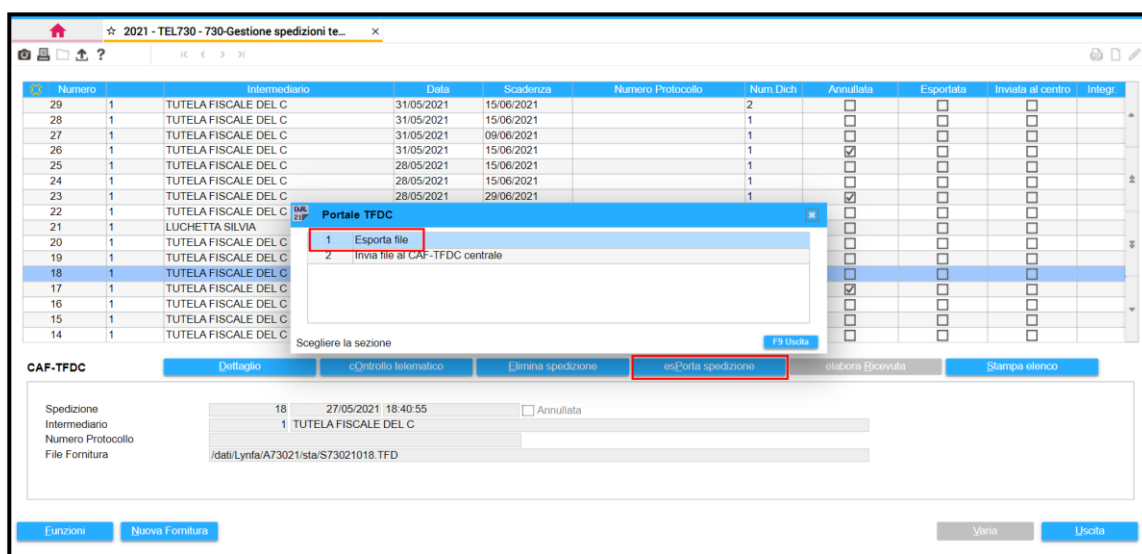 ☆ 2021 - TEL730 - 730-Gestione spedizioni te... ×
?
Numero Intermediario Data Scadenza Numero Protocollo Num.Dich Annullata Esportata Inviata al centro Integr.
29 1 TUTELA FISCALE DEL C 31/05/2021 15/06/2021 2
28 1 TUTELA FISCALE DEL C 31/05/2021 15/06/2021 1
27 1 TUTELA FISCALE DEL C 31/05/2021 09/06/2021 1
26 1 TUTELA FISCALE DEL C 31/05/2021 15/06/2021 1
25 1 TUTELA FISCALE DEL C 28/05/2021 15/06/2021 1
24 1 TUTELA FISCALE DEL C 28/05/2021 15/06/2021 1
23 1 TUTELA FISCALE DEL C 28/05/2021 29/06/2021 1
22 1 TUTELA FISCALE DEL C
21 1 LUCHETTA SILVIA
20 1 TUTELA FISCALE DEL C
19 1 TUTELA FISCALE DEL C
18 1 TUTELA FISCALE DEL C
17 1 TUTELA FISCALE DEL C
16 1 TUTELA FISCALE DEL C
15 1 TUTELA FISCALE DEL C
14 1 TUTELA FISCALE DEL C
Portale TFDC
1 Esporta file
2 Invia file al CAF-TFDC centrale
Scegliere la sezione F9 Uscita
CAF-TFDC Dettaglio cOntrollo telematico Elimina spedizione esPorta spedizione elabora Ricevuta Stampa elenco
Spedizione 18 27/05/2021 18:40:55 Annullata
Intermediario 1 TUTELA FISCALE DEL C
Numero Protocollo
File Fornitura /dati/Lynfa/A73021/sta/S73021018.TFD
Funzioni Nuova Fornitura Varia Uscita